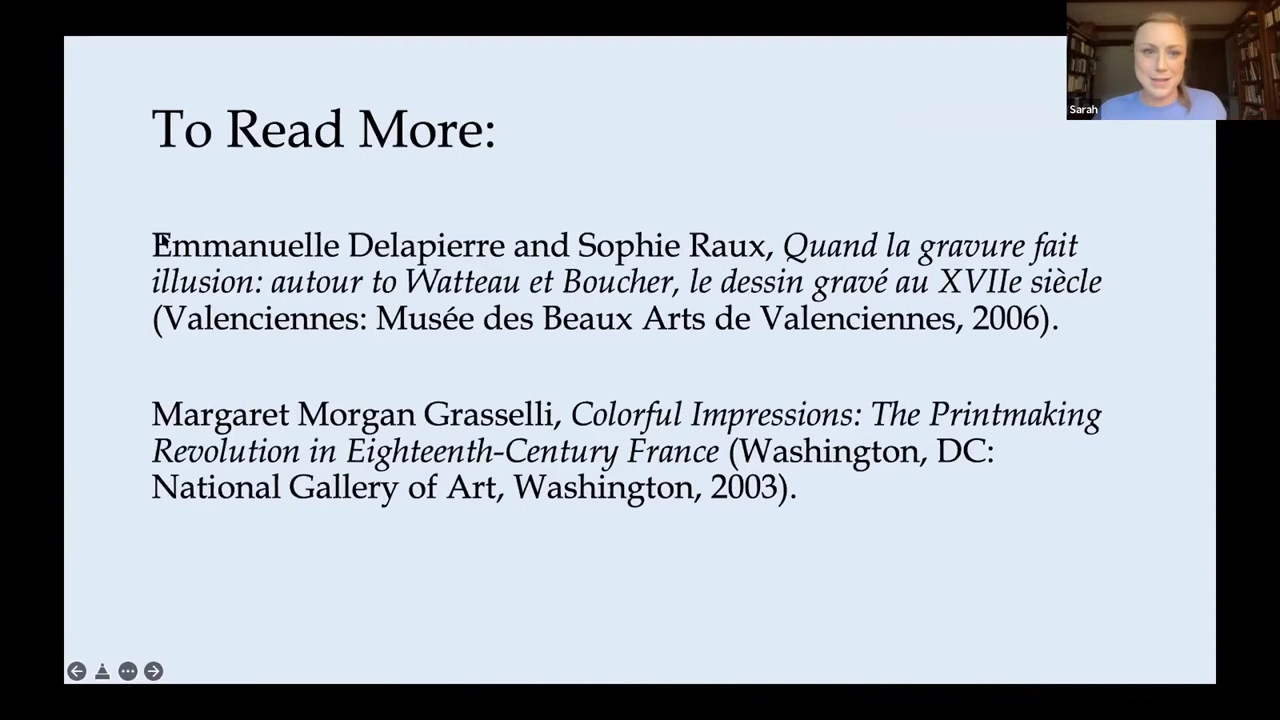 Sarah
To Read More:
Emmanuelle Delapierre and Sophie Raux, Quand la gravure fait
illusion: autour to Watteau et Boucher, le dessin gravé au XVIIe siècle
(Valenciennes: Musée des Beaux Arts de Valenciennes, 2006).
Margaret Morgan Grasselli, Colorful Impressions: The Printmaking
Revolution in Eighteenth-Century France (Washington, DC:
National Gallery of Art, Washington, 2003).